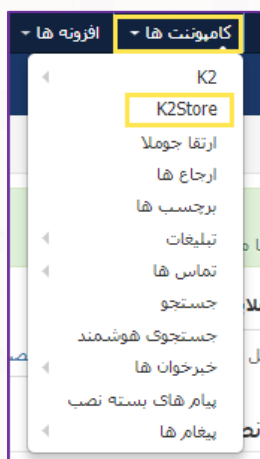 کامپوننت ها
افزونه ها
K2
K2Store
ارتقا جوملا
ارجاع ها
برچسب ها
تبلیغات
تماس ها
جستجو
جستجوی هوشمند
خبرخوان ها
پیام های بسته نصب
پیغام ها